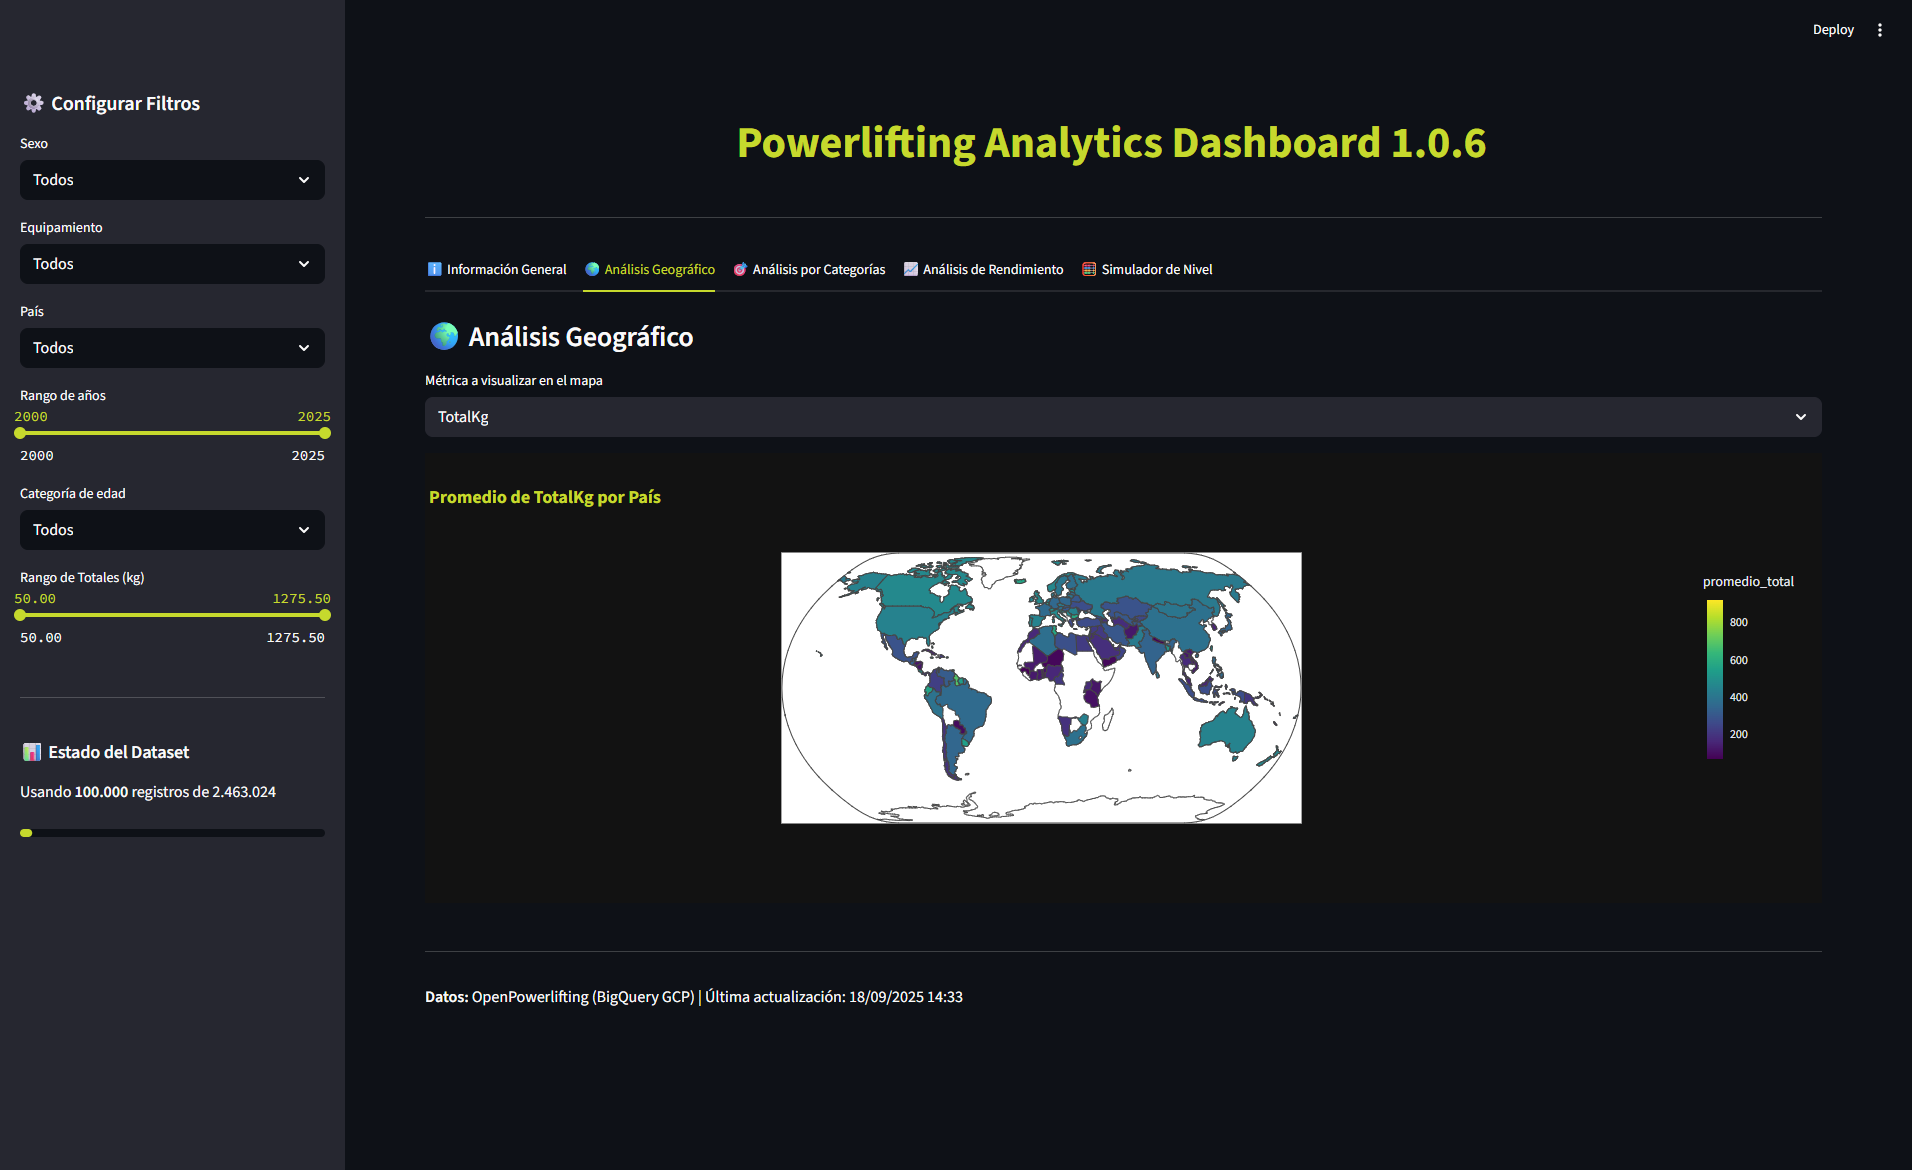 Deploy
Configurar Filtros
Sexo
Todos
Equipamiento
Todos
País
Todos
Rango de años
2000 2025
2000 2025
Categoría de edad
Todos
Rango de Totales (kg)
50.00 1275.50
50.00 1275.50
Estado del Dataset
Usando 100.000 registros de 2.463.024
Powerlifting Analytics Dashboard 1.0.6
Información General Análisis Geográfico Análisis por Categorías Análisis de Rendimiento Simulador de Nivel
Análisis Geográfico
Métrica a visualizar en el mapa
TotalKg
Promedio de TotalKg por País
promedio_total
800
600
400
200
Datos: OpenPowerlifting (BigQuery GCP) | Última actualización: 18/09/2025 14:33